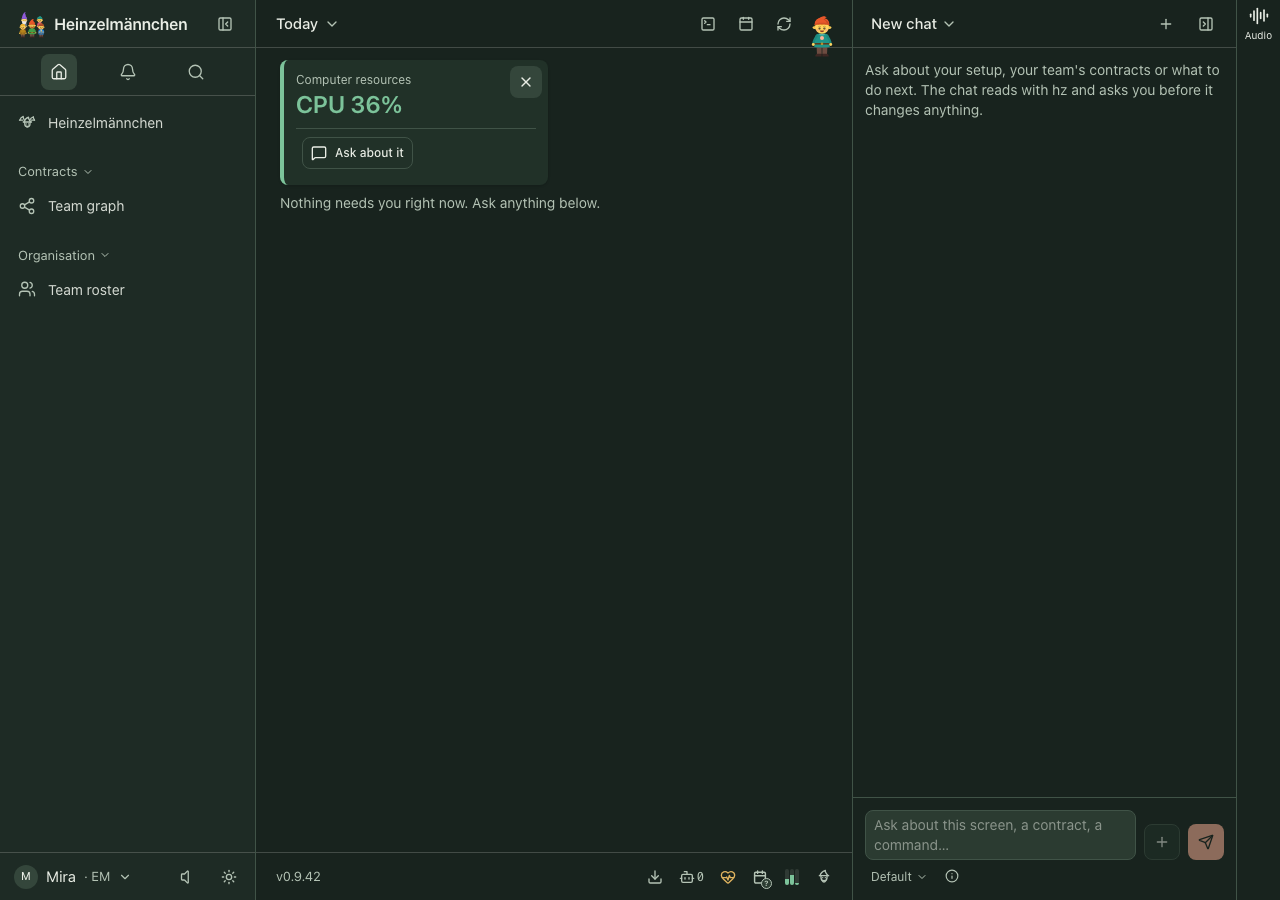 Heinzelmännchen
Heinzelmännchen
Contracts
Team graph
Organisation
Team roster
M
Mira · EM
Today
Computer resources
CPU 36%
Ask about it
Nothing needs you right now. Ask anything below.
v0.9.42
0
?
New chat
Ask about your setup, your team's contracts or what to
do next. The chat reads with hz and asks you before it
changes anything.
Ask about this screen, a contract, a
command...
Default
Audio